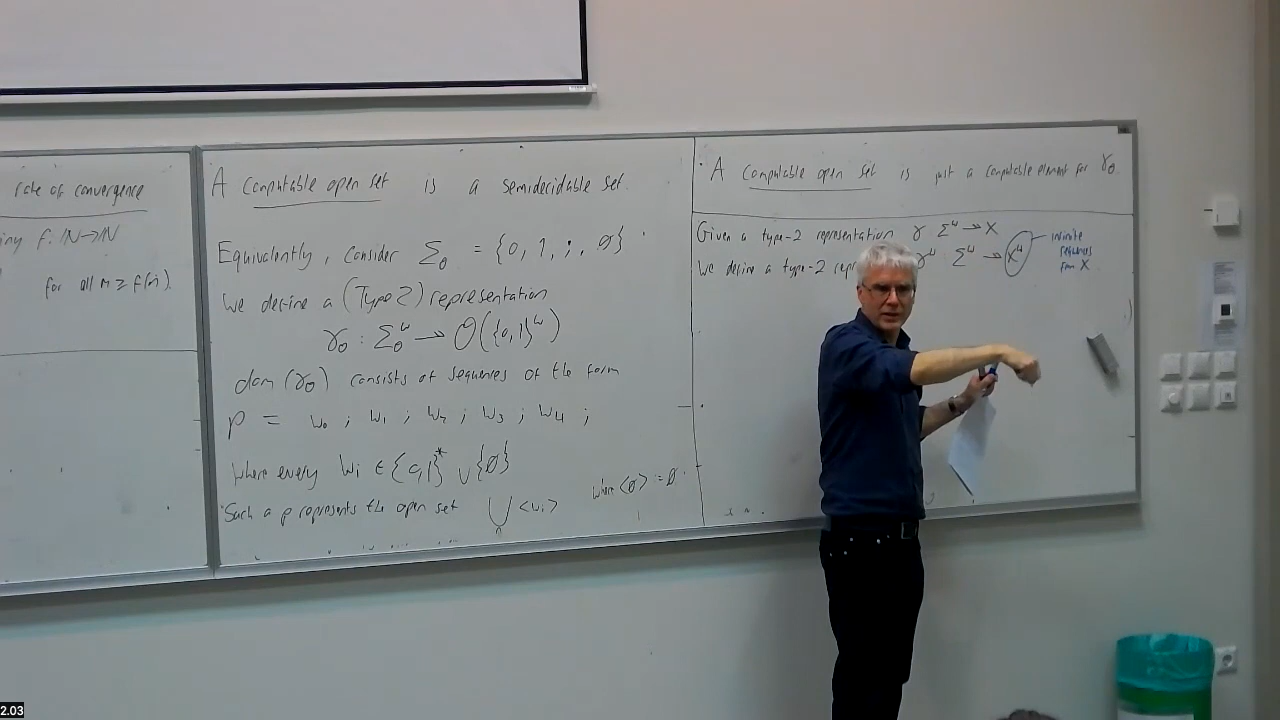 rate of convergence
f: ℕ→ℕ
for all m ≥ f(n).
A computable open set is a semidecidable set.
Equivalently, consider Σ₀ = {0, 1, ;, ∅}.
We define a (Type 2) representation
γ₀ : Σ₀^ω ⇀ O({0,1}^ω)
dom(γ₀) consists of sequences of the form
p = w₀ ; w₁ ; w₂ ; w₃ ; w₄ ;
Where every wᵢ ∈ {0,1}* ∪ {∅}
Such a p represents the open set ⋃ <wᵢ> where <∅> := ∅.
A computable open set is just a computable element for γ₀.
Given a type-2 representation γ Σ^ω ⇀ X
We define a type-2 γ^ω : Σ^ω ⇀ X^ω
infinite
sequences
from X
2.03